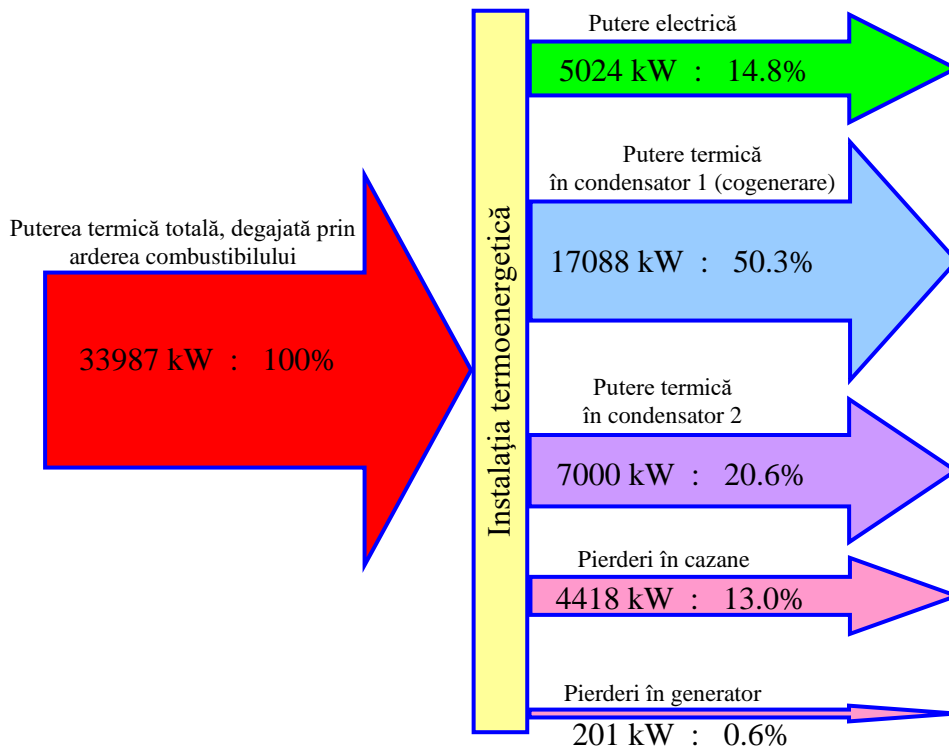 Puterea termică totală, degajată prin
arderea combustibilului
33987 kW : 100%
Instalaţia termoenergetică
Putere electrică
5024 kW : 14.8%
Putere termică
în condensator 1 (cogenerare)
17088 kW : 50.3%
Putere termică
în condensator 2
7000 kW : 20.6%
Pierderi în cazane
4418 kW : 13.0%
Pierderi în generator
201 kW : 0.6%